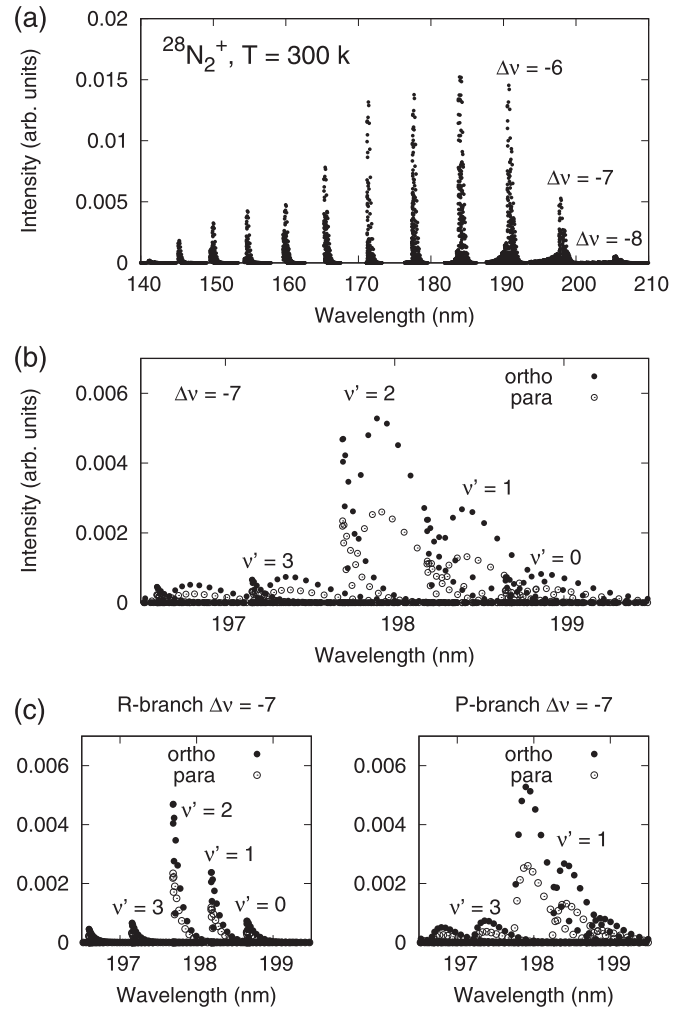 (a)
0.02
0.015
0.01
0.005
0
²⁸N₂⁺, T = 300 k
Δν = -6
Δν = -7
Δν = -8
Intensity (arb. units)
140 150 160 170 180 190 200 210
Wavelength (nm)
(b)
0.006
0.004
0.002
0
Δν = -7
ν' = 2
ortho
para
ν' = 1
ν' = 3
ν' = 0
Intensity (arb. units)
197 198 199
Wavelength (nm)
(c)
R-branch Δν = -7
0.006
0.004
0.002
0
ortho
para
ν' = 2
ν' = 1
ν' = 3
ν' = 0
197 198 199
Wavelength (nm)
P-branch Δν = -7
0.006
0.004
0.002
0
ortho
para
ν' = 1
ν' = 3
197 198 199
Wavelength (nm)